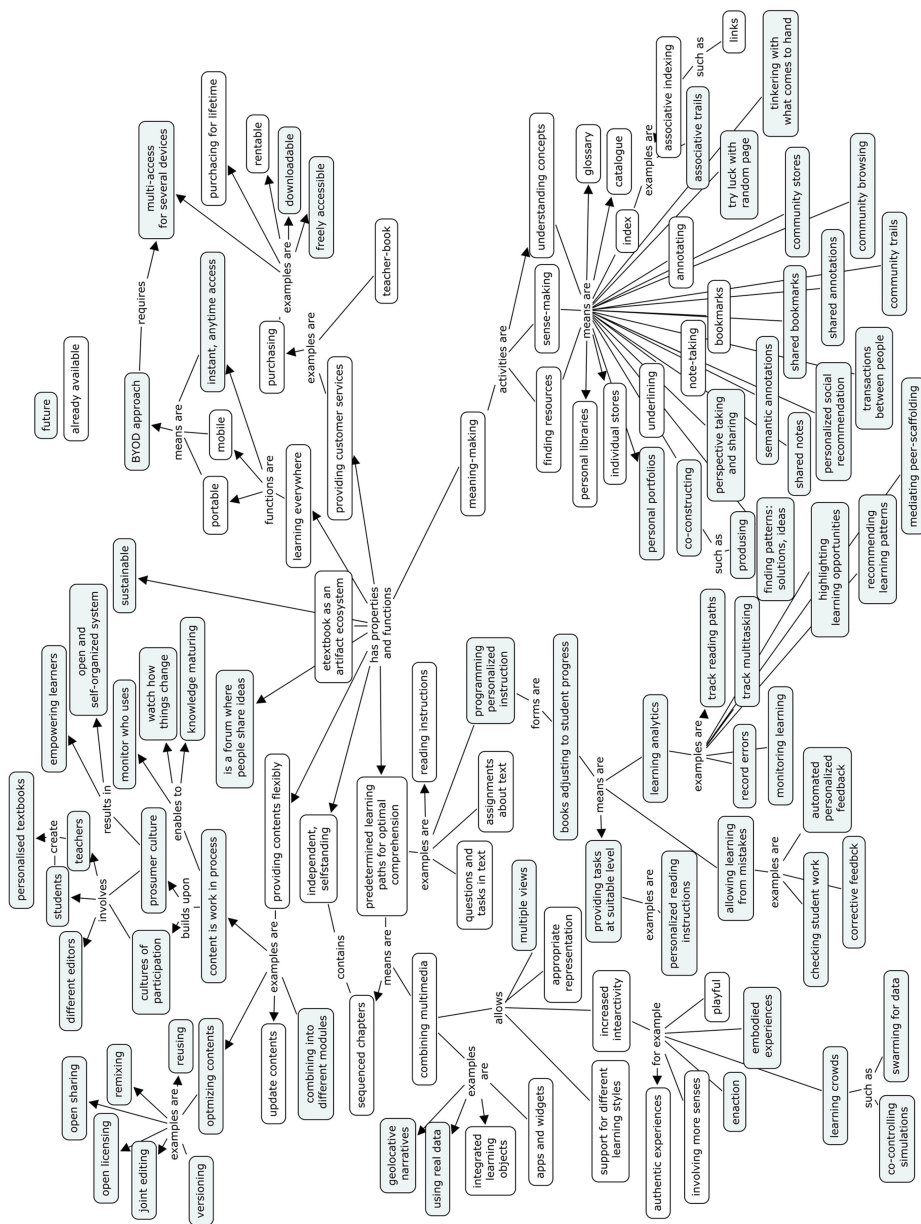 personalised textbooks
create
students
teachers
different editors
involves
empowering learners
results in
open and
self-organized system
monitor who uses
watch how
things change
knowledge maturing
enables to
prosumer culture
builds upon
cultures of
participation
content is work in process
open sharing
remixing
reusing
open licensing
joint editing
examples are
versioning
optmizing contents
examples are
update contents
combining into
different modules
providing contents flexibly
is a forum where
people share ideas
sustainable
etextbook as an
artifact ecosystem
has properties
and functions
independent,
selfstanding
contains
sequenced chapters
predetermined learning
paths for optimal
comprehension
means are
combining multimedia
examples
are
geolocative
narratives
using real data
integrated
learning
objects
apps and widgets
allows
multiple views
appropriate
representation
support for different
learning styles
increased
intearctivity
for example
authentic experiences
involving more senses
enaction
playful
embodied
experiences
learning crowds
such as
co-controlling
simulations
swarming for data
examples are
reading instructions
questions and
tasks in text
assignments
about text
programming
personalized
instruction
forms are
books adjusting to student progress
means are
providing tasks
at suitable level
examples are
personalized reading
instructions
allowing learning
from mistakes
examples are
checking student work
corrective feedbck
automated
personalized
feedback
learning analytics
examples are
record errors
monitoring learning
track reading paths
track multitasking
finding patterns:
solutions, ideas
highlighting
learning opportunities
recommending
learning patterns
mediating peer-scaffolding
future
already available
BYOD approach
requires
multi-access
for several devices
means are
portable
mobile
instant, anytime access
functions are
learning everywhere
purchacing for lifetime
rentable
downloadable
freely accessible
examples are
purchasing
examples are
teacher-book
providing customer services
meaning-making
activities are
understanding concepts
sense-making
finding resources
means are
glossary
catalogue
index
personal libraries
individual stores
personal portfolios
underlining
co-constructing
such as
produsing
perspective taking
and sharing
note-taking
semantic annotations
shared notes
bookmarks
personalized social
recommendation
shared bookmarks
transactions
between people
annotating
shared annotations
community trails
community stores
community browsing
try luck with
random page
tinkering with
what comes to hand
associative trails
examples are
associative indexing
such as
links